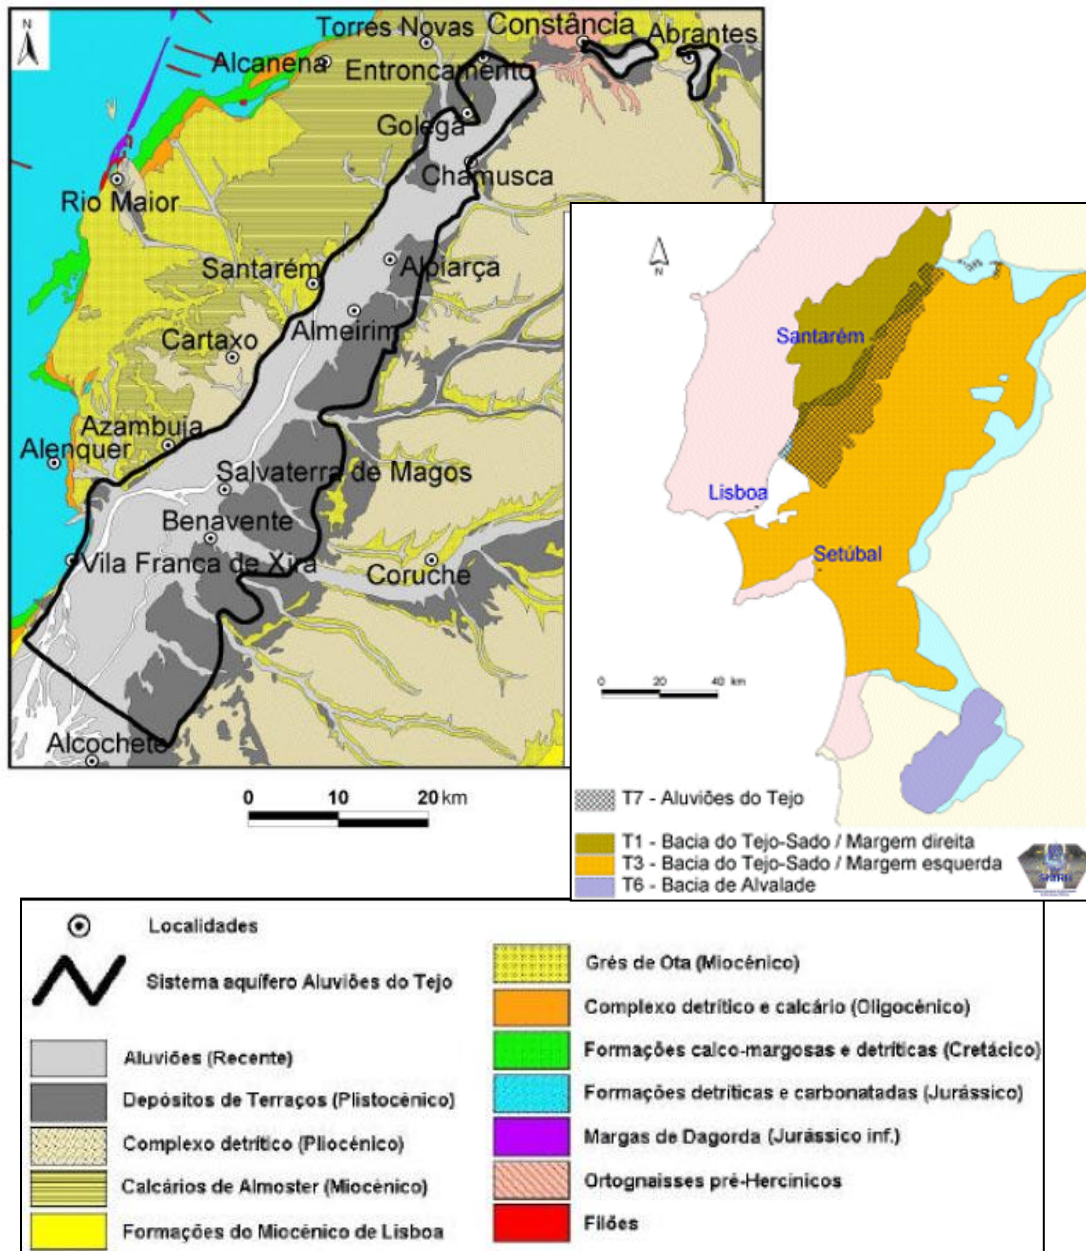 N
Torres Novas
Constância
Abrantes
Alcanena
Entroncamento
Golegã
Chamusca
Rio Maior
Santarém
Alpiarça
Almeirim
Cartaxo
Azambuja
Alenquer
Salvaterra de Magos
Benavente
Vila Franca de Xira
Coruche
Alcochete
0 10 20 km
N
Santarém
Lisboa
Setúbal
0 20 40 km
T7 - Aluviões do Tejo
T1 - Bacia do Tejo-Sado / Margem direita
T3 - Bacia do Tejo-Sado / Margem esquerda
T6 - Bacia de Alvalade
Localidades
Sistema aquífero Aluviões do Tejo
Aluviões (Recente)
Depósitos de Terraços (Plistocénico)
Complexo detrítico (Pliocénico)
Calcários de Almoster (Miocénico)
Formações do Miocénico de Lisboa
Grés de Ota (Miocénico)
Complexo detrítico e calcário (Oligocénico)
Formações calco-margosas e detríticas (Cretácico)
Formações detríticas e carbonatadas (Jurássico)
Margas de Dagorda (Jurássico inf.)
Ortognaisses pré-Hercínicos
Filões